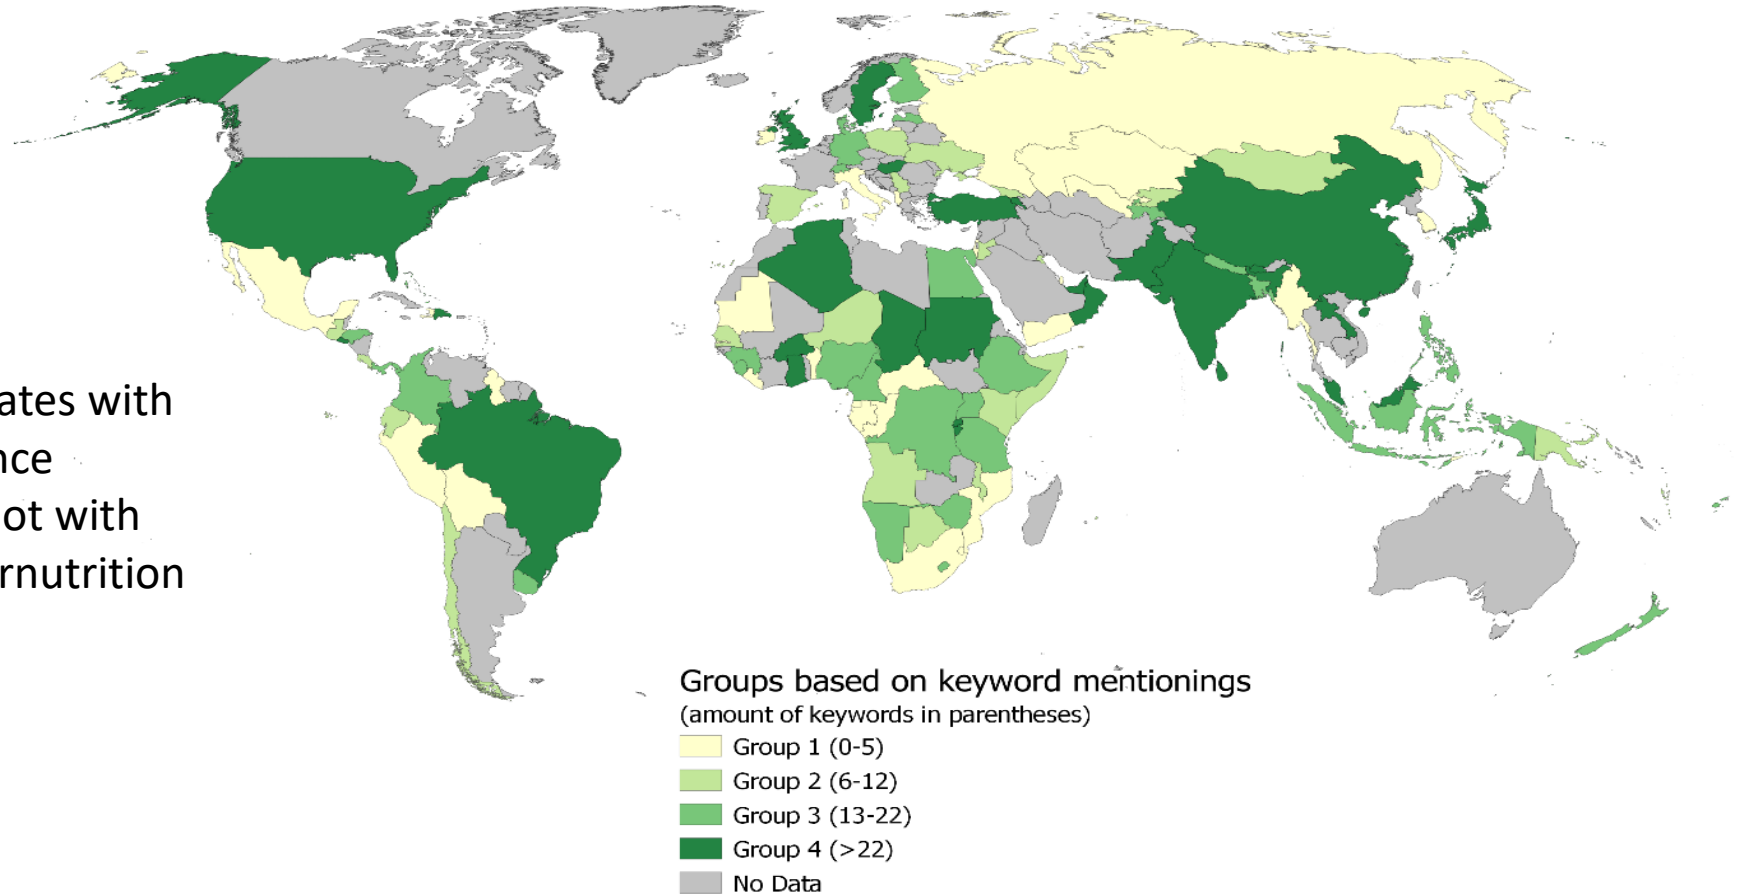 ates with
nce
ot with
rnutrition
Groups based on keyword mentionings
(amount of keywords in parentheses)
Group 1 (0-5)
Group 2 (6-12)
Group 3 (13-22)
Group 4 (>22)
No Data